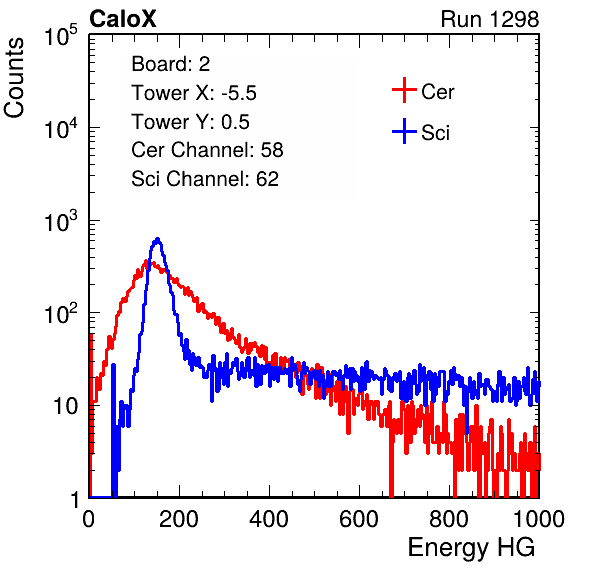 CaloX Run 1298
Counts
Board: 2
Tower X: -5.5
Tower Y: 0.5
Cer Channel: 58
Sci Channel: 62
Cer
Sci
10^5
10^4
10^3
10^2
10
1
0 200 400 600 800 1000
Energy HG